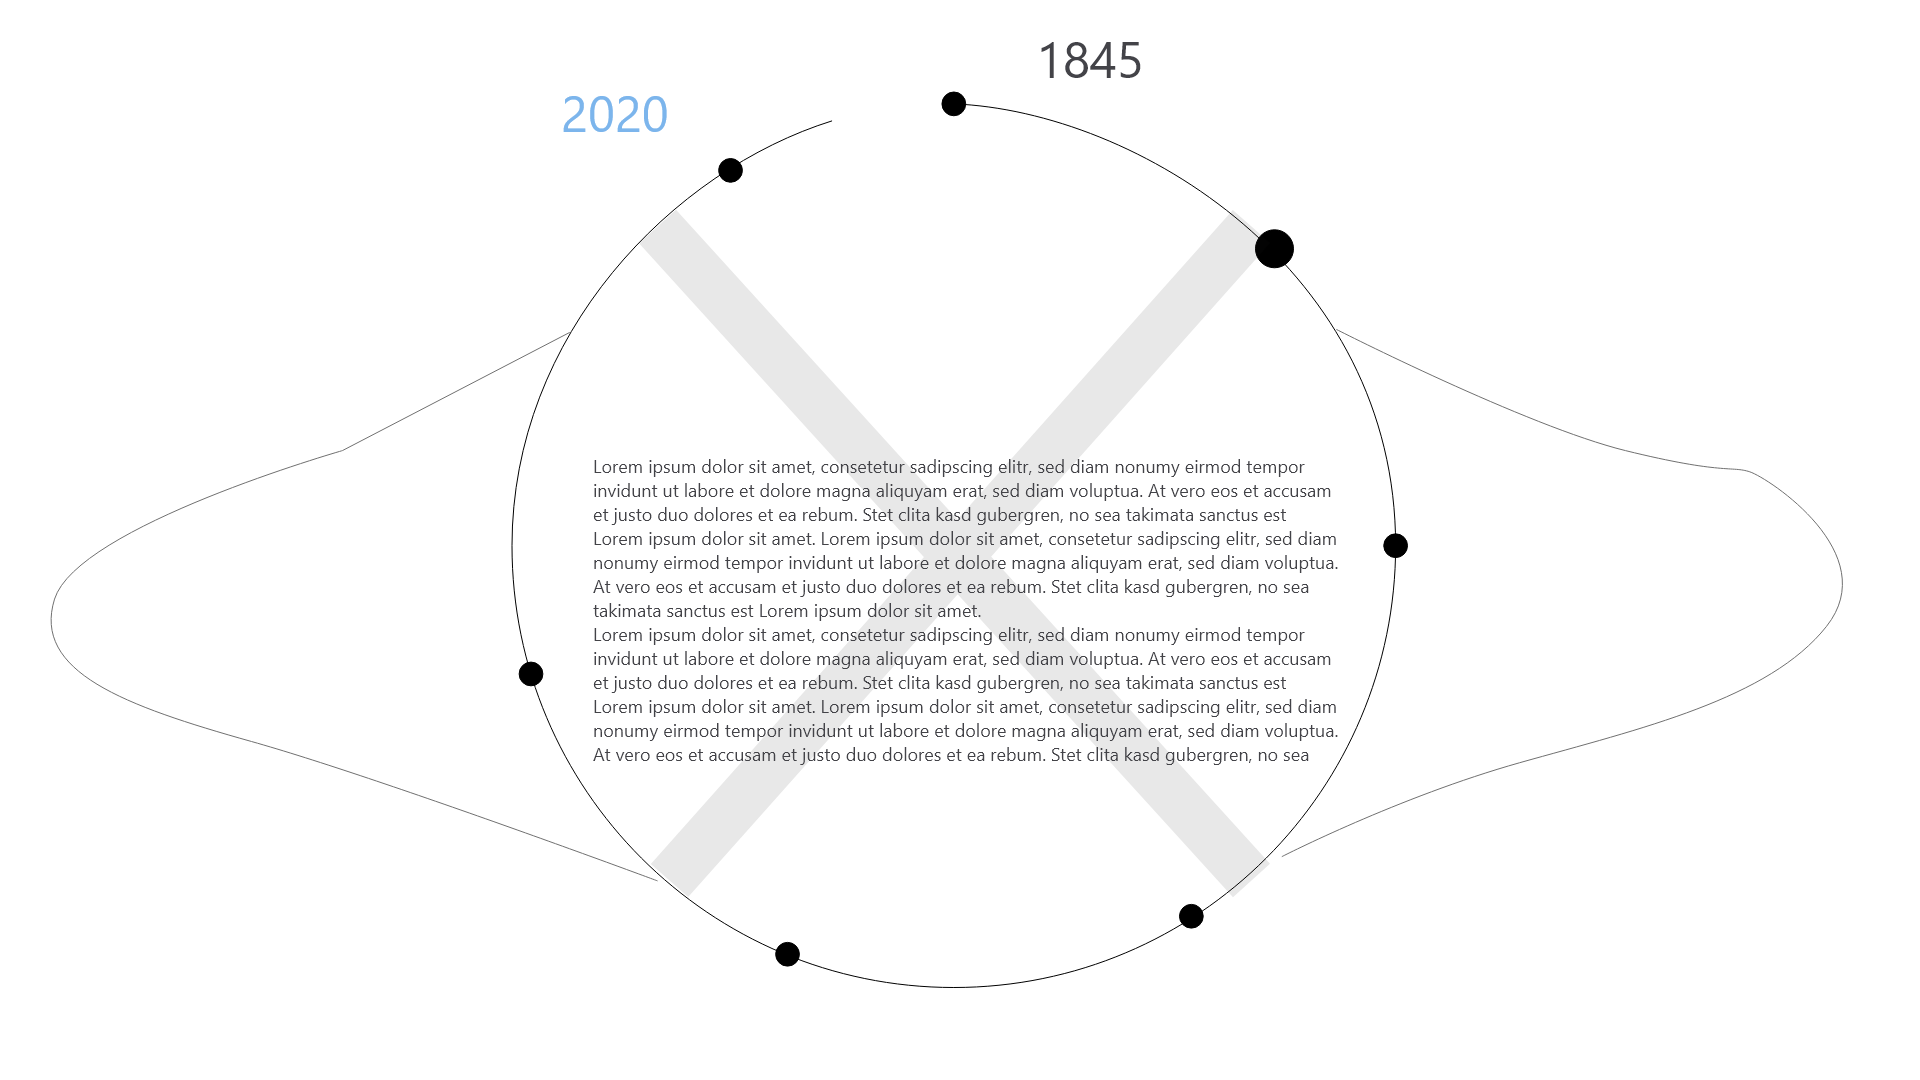 1845
2020
Lorem ipsum dolor sit amet, consetetur sadipscing elitr, sed diam nonumy eirmod tempor
invidunt ut labore et dolore magna aliquyam erat, sed diam voluptua. At vero eos et accusam
et justo duo dolores et ea rebum. Stet clita kasd gubergren, no sea takimata sanctus est
Lorem ipsum dolor sit amet. Lorem ipsum dolor sit amet, consetetur sadipscing elitr, sed diam
nonumy eirmod tempor invidunt ut labore et dolore magna aliquyam erat, sed diam voluptua.
At vero eos et accusam et justo duo dolores et ea rebum. Stet clita kasd gubergren, no sea
takimata sanctus est Lorem ipsum dolor sit amet.
Lorem ipsum dolor sit amet, consetetur sadipscing elitr, sed diam nonumy eirmod tempor
invidunt ut labore et dolore magna aliquyam erat, sed diam voluptua. At vero eos et accusam
et justo duo dolores et ea rebum. Stet clita kasd gubergren, no sea takimata sanctus est
Lorem ipsum dolor sit amet. Lorem ipsum dolor sit amet, consetetur sadipscing elitr, sed diam
nonumy eirmod tempor invidunt ut labore et dolore magna aliquyam erat, sed diam voluptua.
At vero eos et accusam et justo duo dolores et ea rebum. Stet clita kasd gubergren, no sea